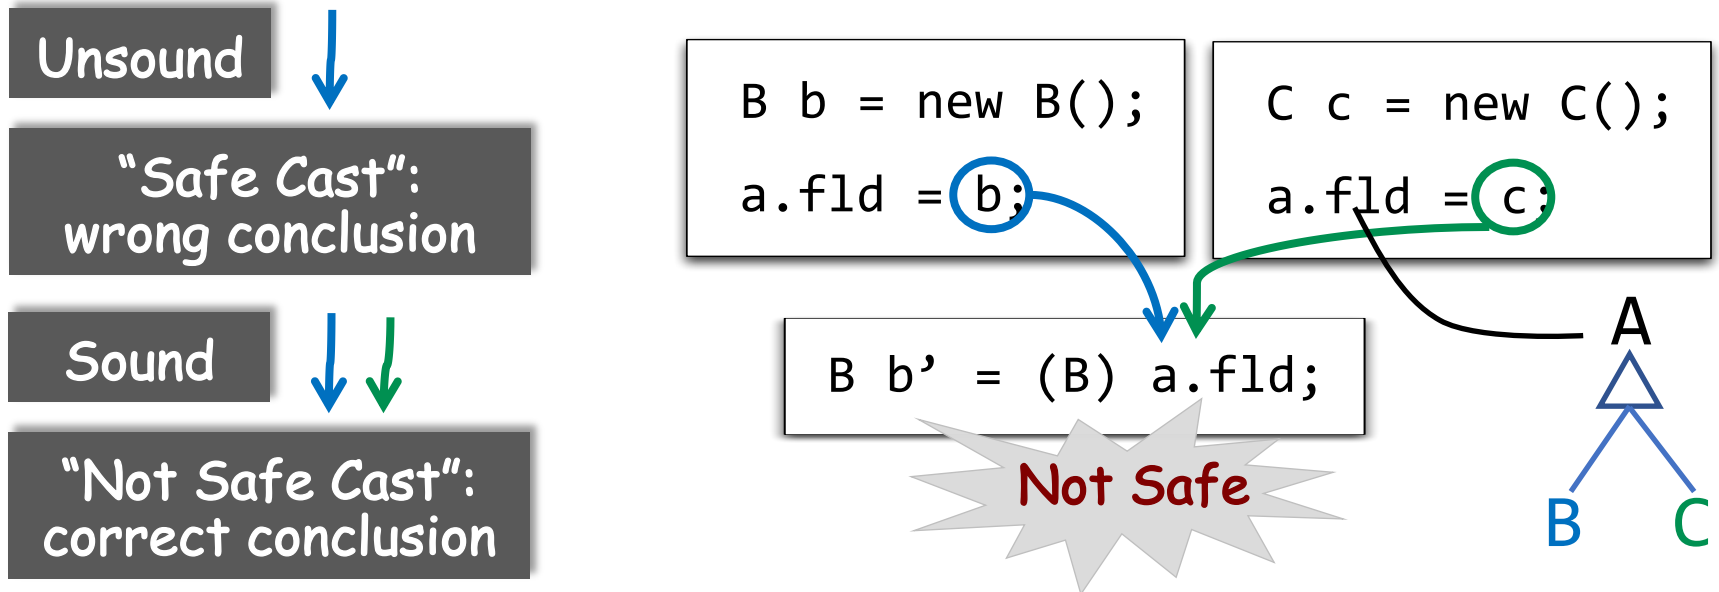 Unsound
“Safe Cast”:
wrong conclusion
Sound
“Not Safe Cast”:
correct conclusion
B b = new B();
a.fld = b;
C c = new C();
a.fld = c;
B b’ = (B) a.fld;
Not Safe
A
B
C